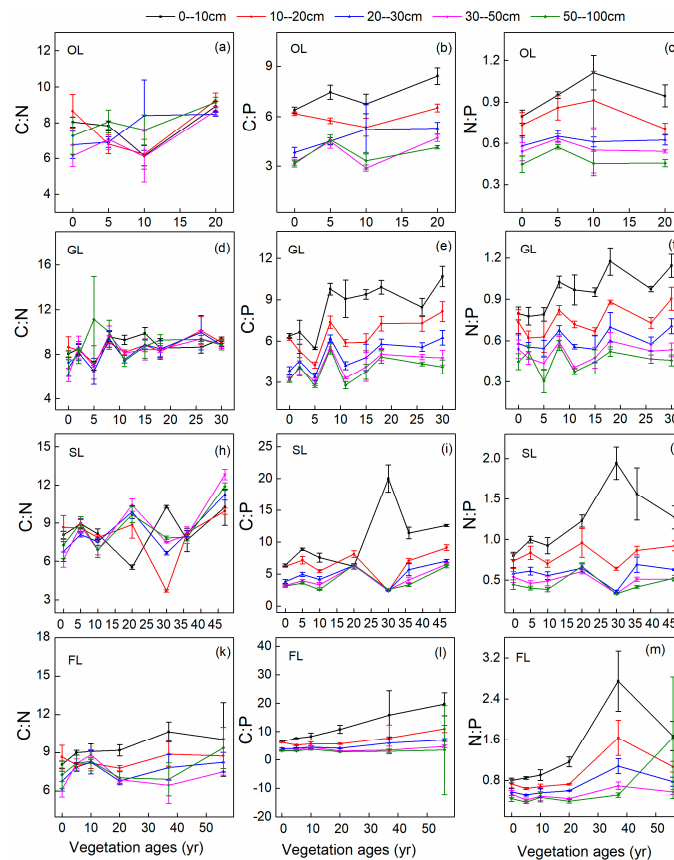 0--10cm 10--20cm 20--30cm 30--50cm 50--100cm
(a)
OL
C:N
12
10
8
6
4
0 5 10 15 20
(b)
OL
C:P
9
6
3
0 5 10 15 20
(c)
OL
N:P
1.2
0.9
0.6
0.3
0 5 10 15 20
(d)
GL
C:N
16
12
8
4
0 5 10 15 20 25 30
(e)
GL
C:P
12
9
6
3
0 5 10 15 20 25 30
(f)
GL
N:P
1.2
0.9
0.6
0.3
0 5 10 15 20 25 30
(h)
SL
C:N
15
12
9
6
3
0 5 10 15 20 25 30 35 40 45
(i)
SL
C:P
25
20
15
10
5
0
0 5 10 15 20 25 30 35 40 45
SL
N:P
2.0
1.5
1.0
0.5
0 5 10 15 20 25 30 35 40 45
(k)
FL
C:N
18
15
12
9
6
0 10 20 30 40 50
Vegetation ages (yr)
(l)
FL
C:P
40
30
20
10
0
-10
-20
0 10 20 30 40 50
Vegetation ages (yr)
(m)
FL
N:P
3.2
2.4
1.6
0.8
0 10 20 30 40 50
Vegetation ages (yr)